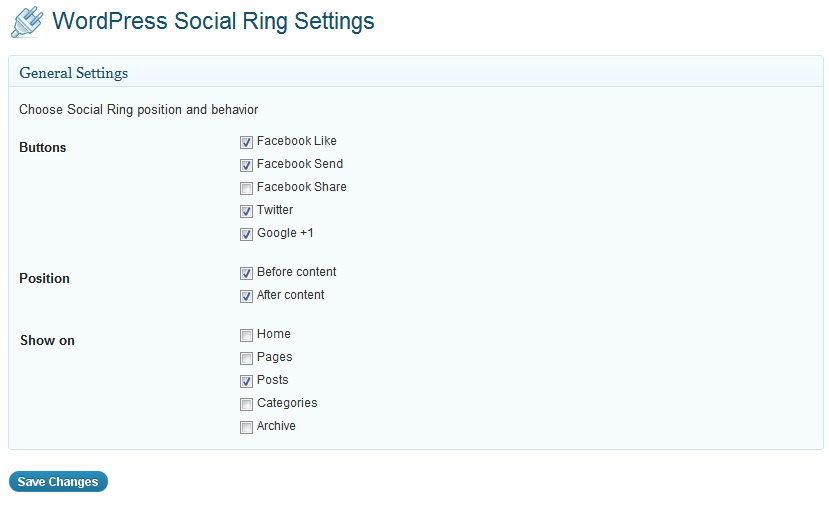 WordPress Social Ring Settings
General Settings
Choose Social Ring position and behavior
Buttons
Facebook Like
Facebook Send
Facebook Share
Twitter
Google +1
Position
Before content
After content
Show on
Home
Pages
Posts
Categories
Archive
Save Changes